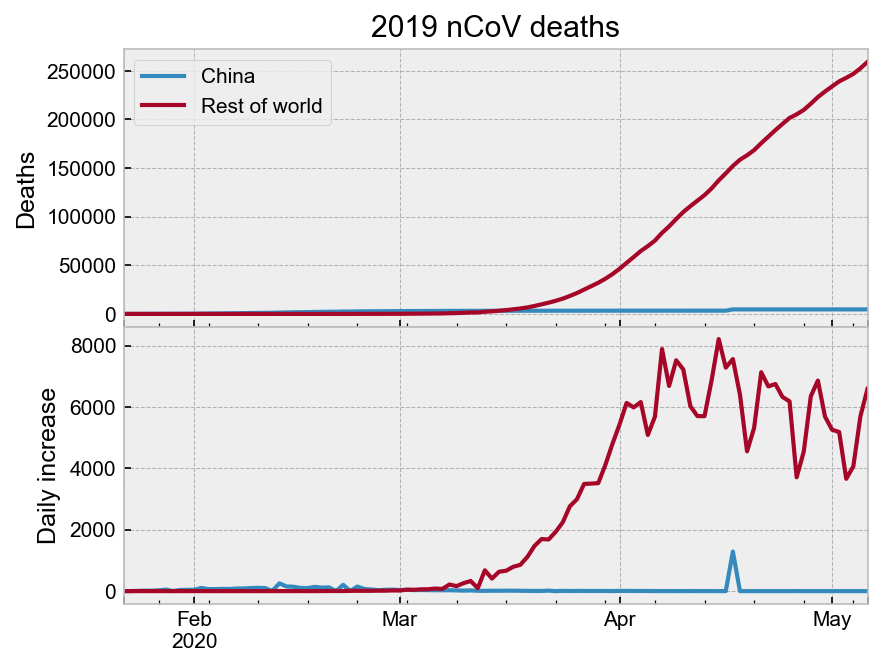 2019 nCoV deaths
China
Rest of world
Deaths
250000
200000
150000
100000
50000
0
Daily increase
8000
6000
4000
2000
0
Feb
2020
Mar
Apr
May